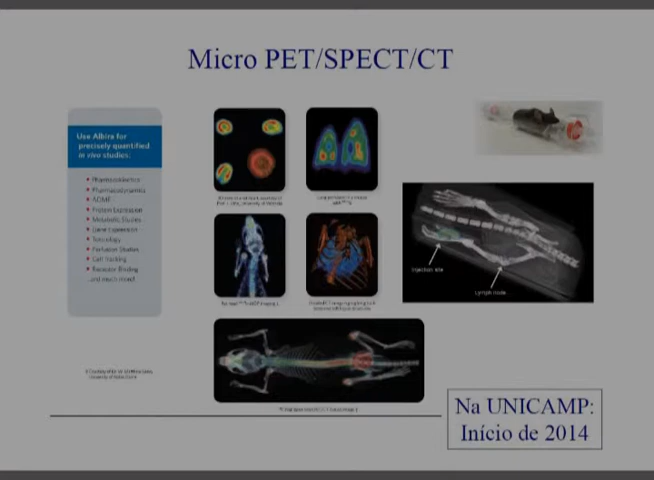 Micro PET/SPECT/CT
Use Albira for
precisely quantified
in vivo studies:
• Pharmacokinetics
• Pharmacodynamics
• ADME
• Protein Expression
• Metabolic Studies
• Gene Expression
• Toxicology
• Perfusion Studies
• Cell Tracking
• Receptor Binding
...and much more!
Injection site
Lymph node
Na UNICAMP:
Início de 2014